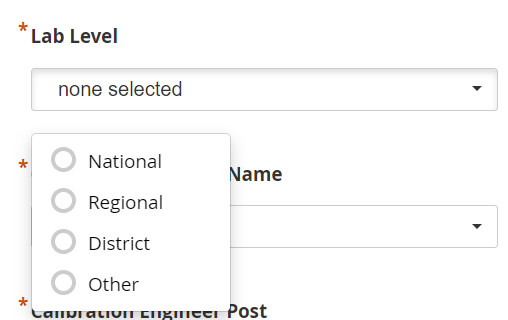 * Lab Level
none selected
National
* Name
Regional
District
Other
* Calibration Engineer Post